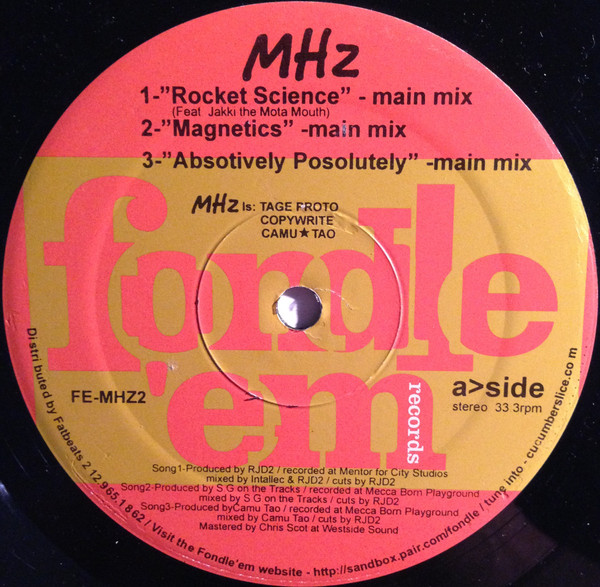 MHz
1-"Rocket Science" - main mix
(Feat Jakki the Mota Mouth)
2-"Magnetics" -main mix
3-"Absotively Posolutely" -main mix
MHz Is: TAGE PROTO
COPYWRITE
CAMU★TAO
fondle
'em
records
FE-MHZ2
a>side
stereo 33 3rpm
Song1-Produced by RJD2 / recorded at Mentor for City Studios
mixed by Intallec & RJD2 / cuts by RJD2
Song2-Produced by S G on the Tracks / recorded at Mecca Born Playground
mixed by S G on the Tracks / cuts by RJD2
Song3-Produced byCamu Tao / recorded at Mecca Born Playground
mixed by Camu Tao / cuts by RJD2
Mastered by Chris Scot at Westside Sound
Distributed by Fatbeats 2 12 965.1862 / Visit the Fondle'em website - http://sandbox.pair.com/fondle / tune into - cucumberslice.com